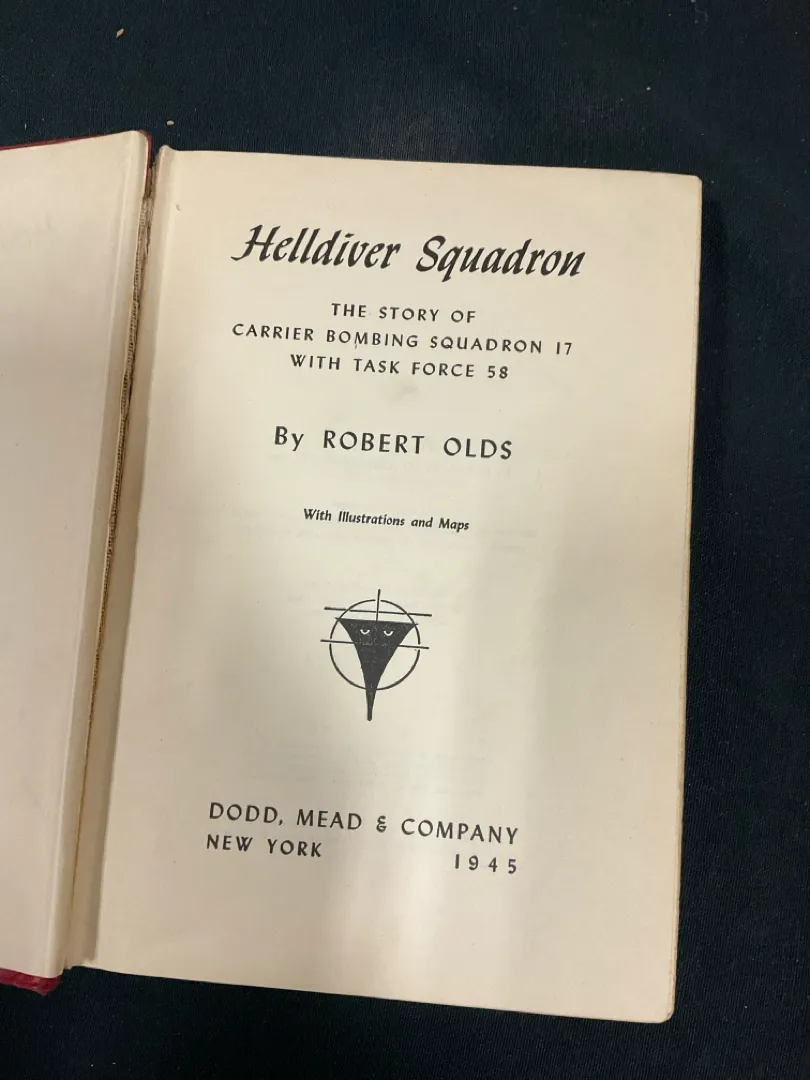 Helldiver Squadron
THE STORY OF
CARRIER BOMBING SQUADRON 17
WITH TASK FORCE 58
By ROBERT OLDS
With Illustrations and Maps
DODD, MEAD & COMPANY
NEW YORK 1945